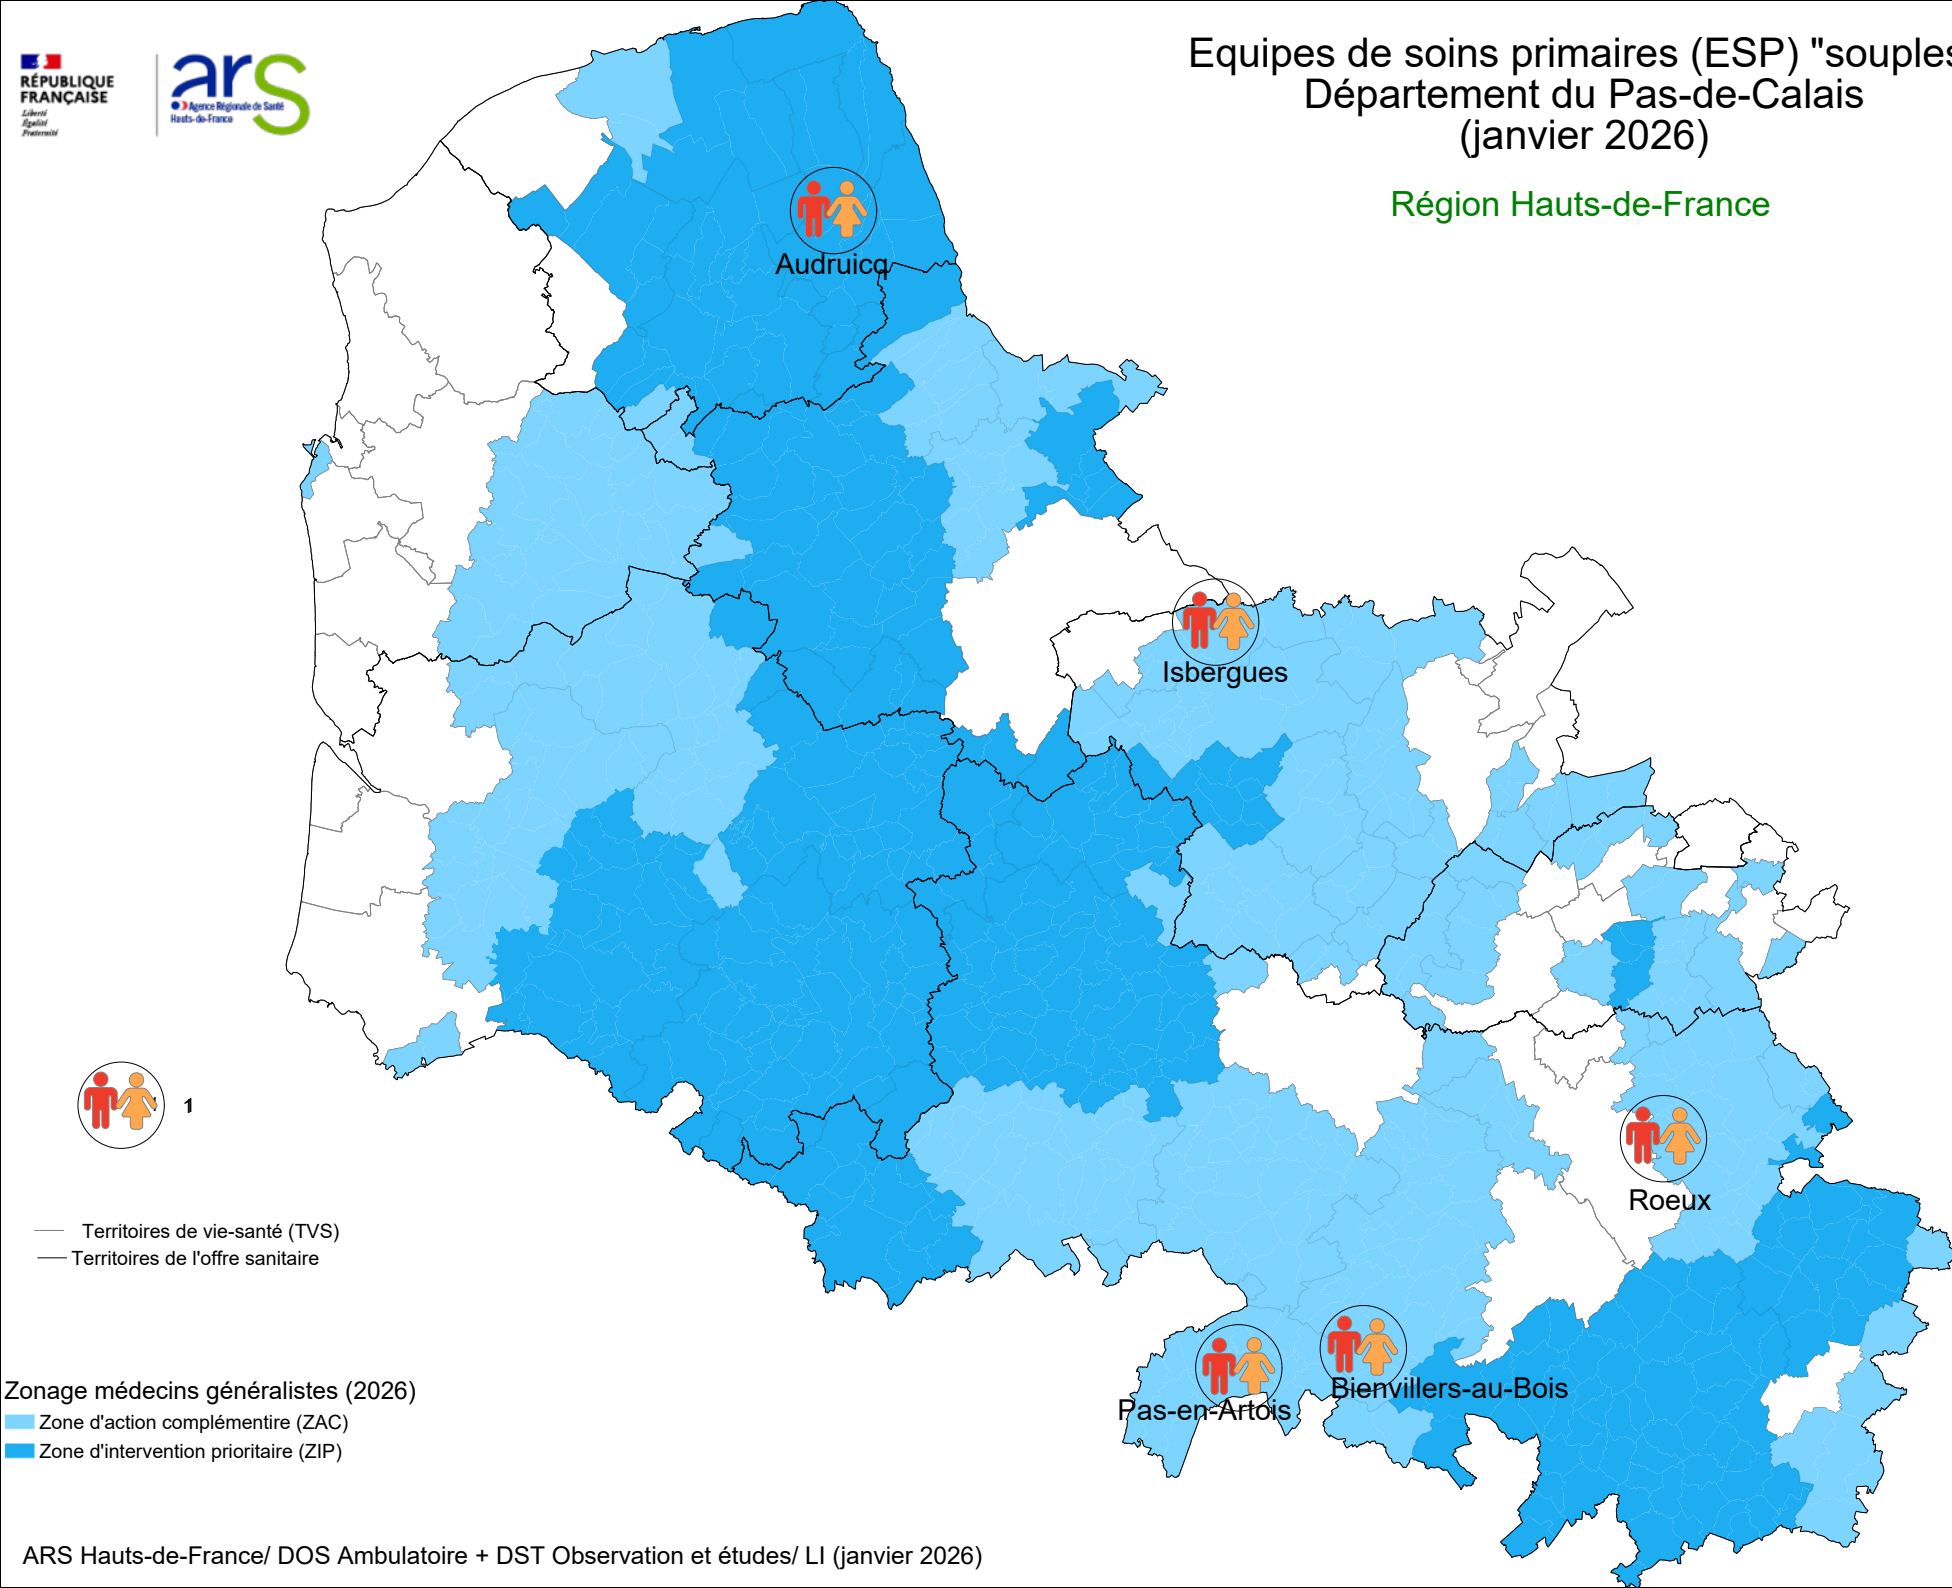 RÉPUBLIQUE
FRANÇAISE
Liberté
Égalité
Fraternité
ars
Agence Régionale de Santé
Hauts-de-France
Equipes de soins primaires (ESP) "souples
Département du Pas-de-Calais
(janvier 2026)
Région Hauts-de-France
Audruicq
Isbergues
Roeux
Bienvillers-au-Bois
Pas-en-Artois
1
Territoires de vie-santé (TVS)
Territoires de l'offre sanitaire
Zonage médecins généralistes (2026)
Zone d'action complémentire (ZAC)
Zone d'intervention prioritaire (ZIP)
ARS Hauts-de-France/ DOS Ambulatoire + DST Observation et études/ LI (janvier 2026)